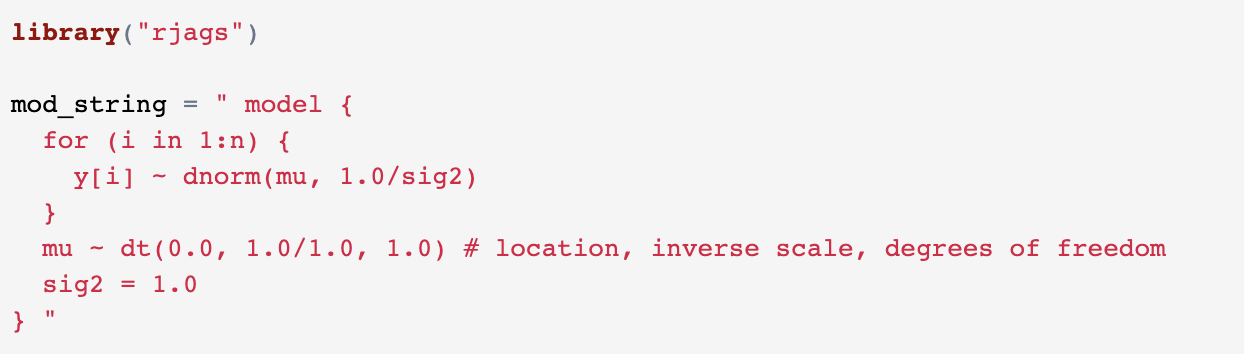 library("rjags")

mod_string = " model {
  for (i in 1:n) {
    y[i] ~ dnorm(mu, 1.0/sig2)
  }
  mu ~ dt(0.0, 1.0/1.0, 1.0) # location, inverse scale, degrees of freedom
  sig2 = 1.0
} "